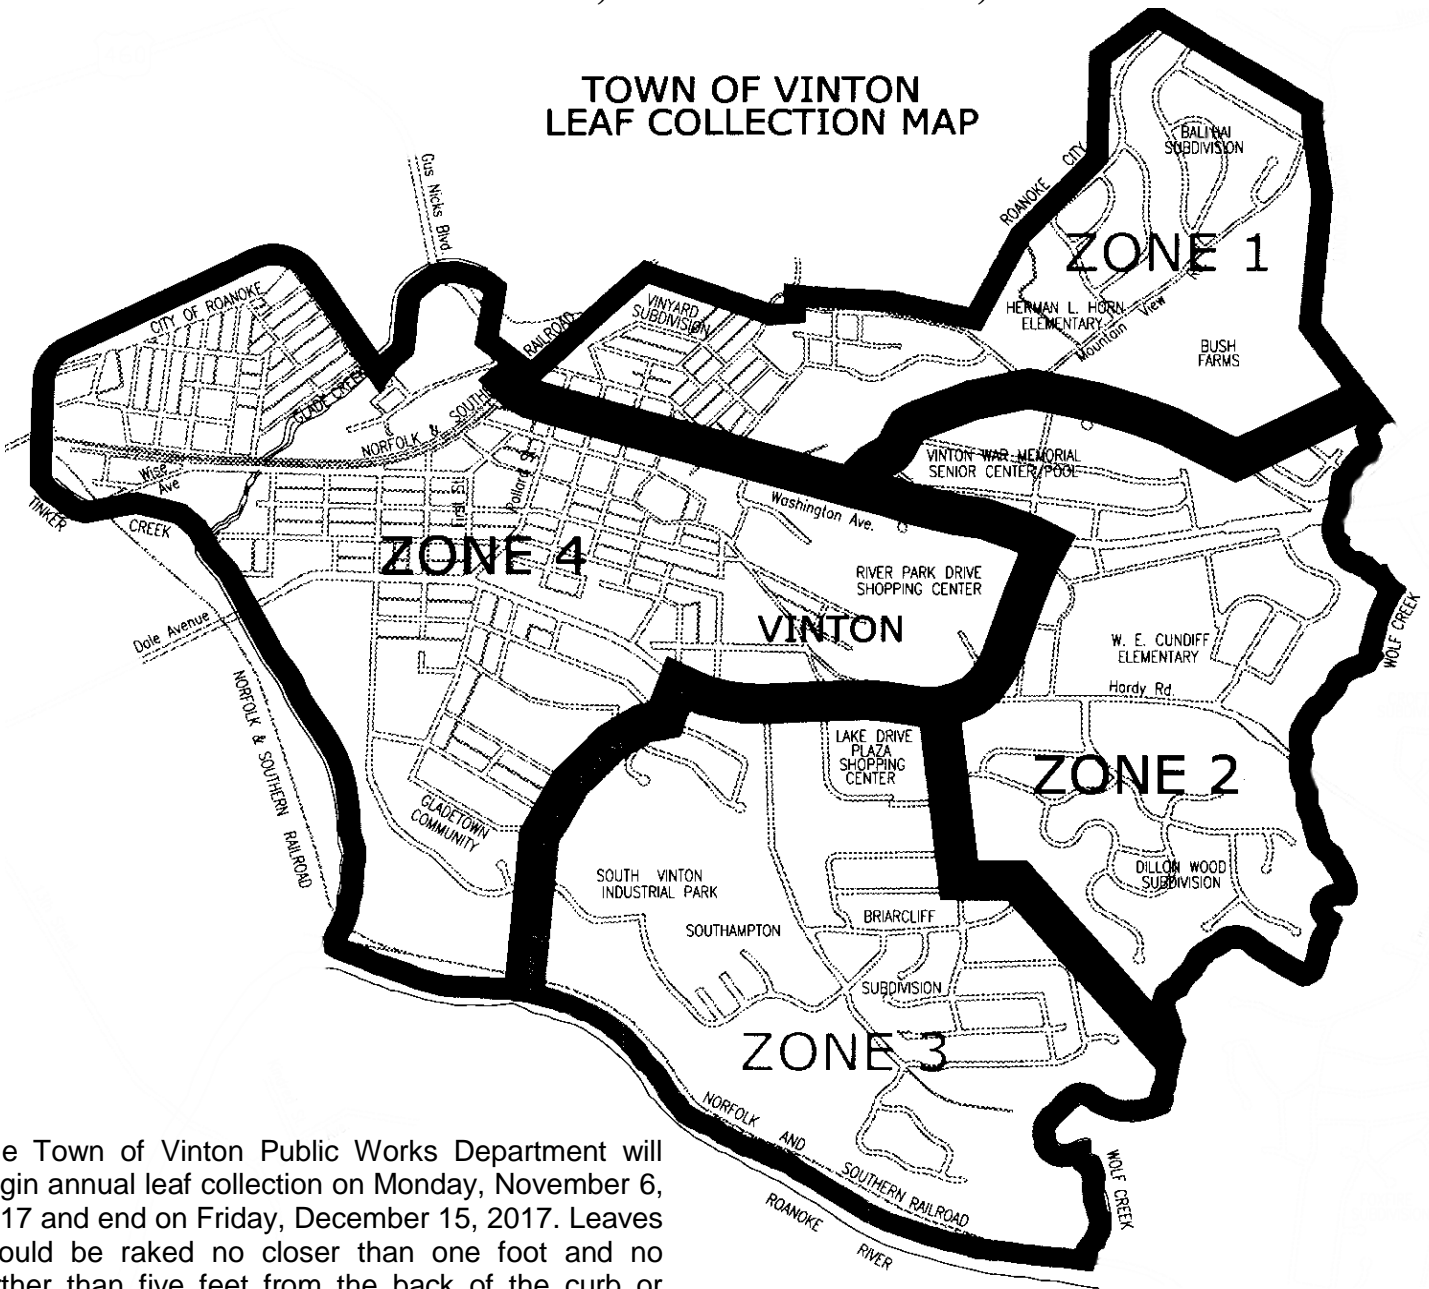 TOWN OF VINTON
LEAF COLLECTION MAP
Gus Nicks Blvd
ROANOKE CITY
BALI HAI
SUBDIVISION
ZONE 1
CITY OF ROANOKE
VINYARD
SUBDIVISION
RAILROAD
HERMAN L. HORN
ELEMENTARY
Mountain View
BUSH
FARMS
GLADE CREEK
NORFOLK & SOUTHERN
VINTON WAR MEMORIAL
SENIOR CENTER/POOL
Wise
Ave
First St
Pollard St
Washington Ave.
TINKER
CREEK
ZONE 4
RIVER PARK DRIVE
SHOPPING CENTER
VINTON
Dale Avenue
W. E. CUNDIFF
ELEMENTARY
WOLF CREEK
Hardy Rd.
NORFOLK & SOUTHERN RAILROAD
LAKE DRIVE
PLAZA
SHOPPING
CENTER
ZONE 2
GLADETOWN
COMMUNITY
SOUTH VINTON
INDUSTRIAL PARK
DILLON WOOD
SUBDIVISION
BRIARCLIFF
SOUTHAMPTON
SUBDIVISION
ZONE 3
NORFOLK AND SOUTHERN RAILROAD
ROANOKE RIVER
WOLF CREEK
e Town of Vinton Public Works Department will
gin annual leaf collection on Monday, November 6,
17 and end on Friday, December 15, 2017. Leaves
ould be raked no closer than one foot and no
rther than five feet from the back of the curb or